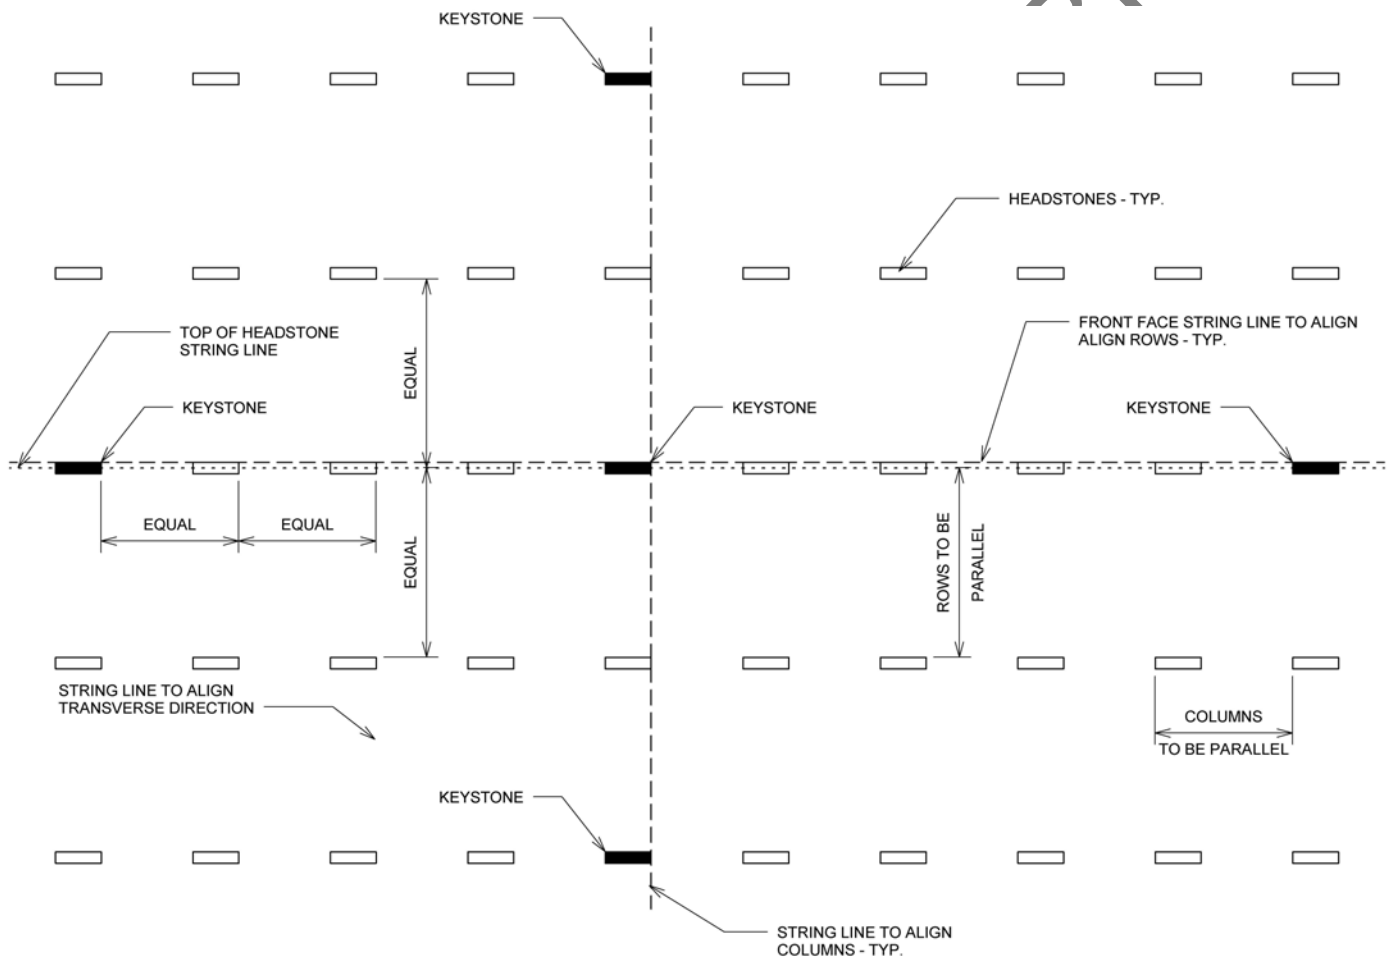 KEYSTONE
HEADSTONES - TYP.
TOP OF HEADSTONE
STRING LINE
FRONT FACE STRING LINE TO ALIGN
ALIGN ROWS - TYP.
EQUAL
KEYSTONE
KEYSTONE
KEYSTONE
EQUAL
EQUAL
EQUAL
ROWS TO BE
PARALLEL
STRING LINE TO ALIGN
TRANSVERSE DIRECTION
COLUMNS
TO BE PARALLEL
KEYSTONE
STRING LINE TO ALIGN
COLUMNS - TYP.